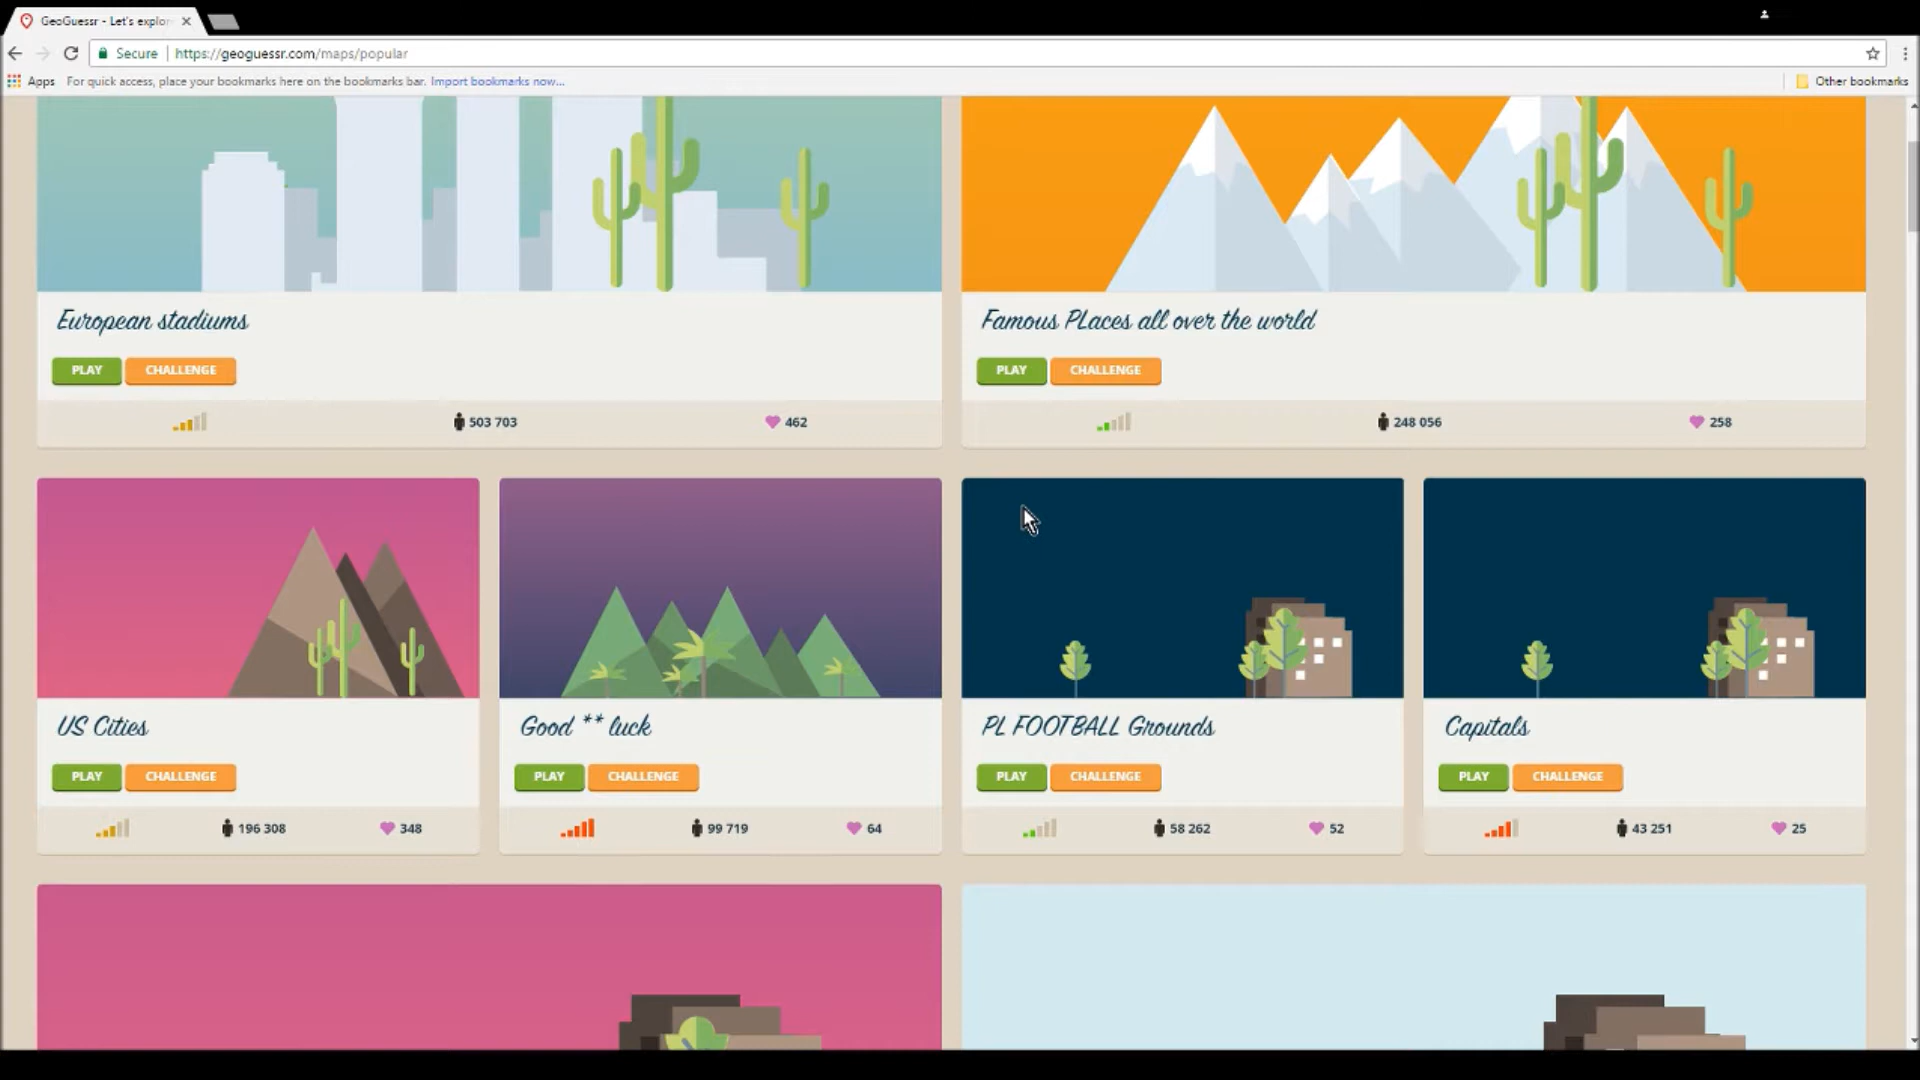 GeoGuessr - Let's explor
Secure
https://geoguessr.com/maps/popular
Apps
For quick access, place your bookmarks here on the bookmarks bar. Import bookmarks now...
Other bookmarks
European stadiums
PLAY CHALLENGE
503 703
462
Famous PLaces all over the world
PLAY CHALLENGE
248 056
258
US Cities
PLAY CHALLENGE
196 308
348
Good ** luck
PLAY CHALLENGE
99 719
64
PL FOOTBALL Grounds
PLAY CHALLENGE
58 262
52
Capitals
PLAY CHALLENGE
43 251
25